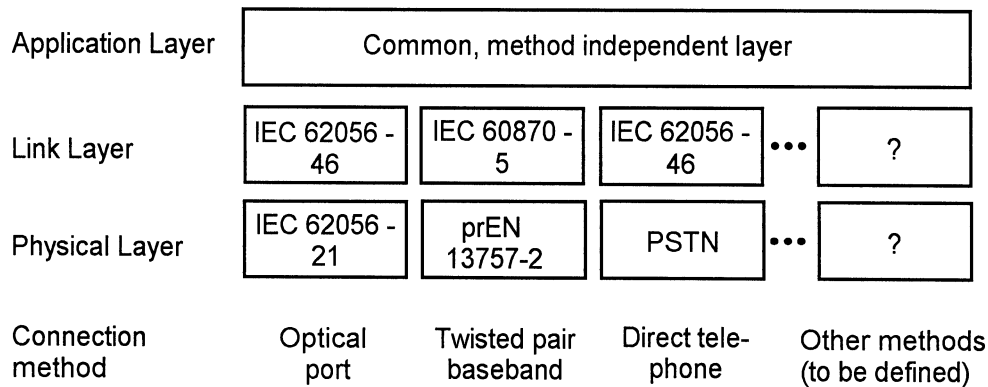 Application Layer
Common, method independent layer
Link Layer
IEC 62056 -
46
IEC 60870 -
5
IEC 62056 -
46
•••
?
Physical Layer
IEC 62056 -
21
prEN
13757-2
PSTN
•••
?
Connection
method
Optical
port
Twisted pair
baseband
Direct tele-
phone
Other methods
(to be defined)